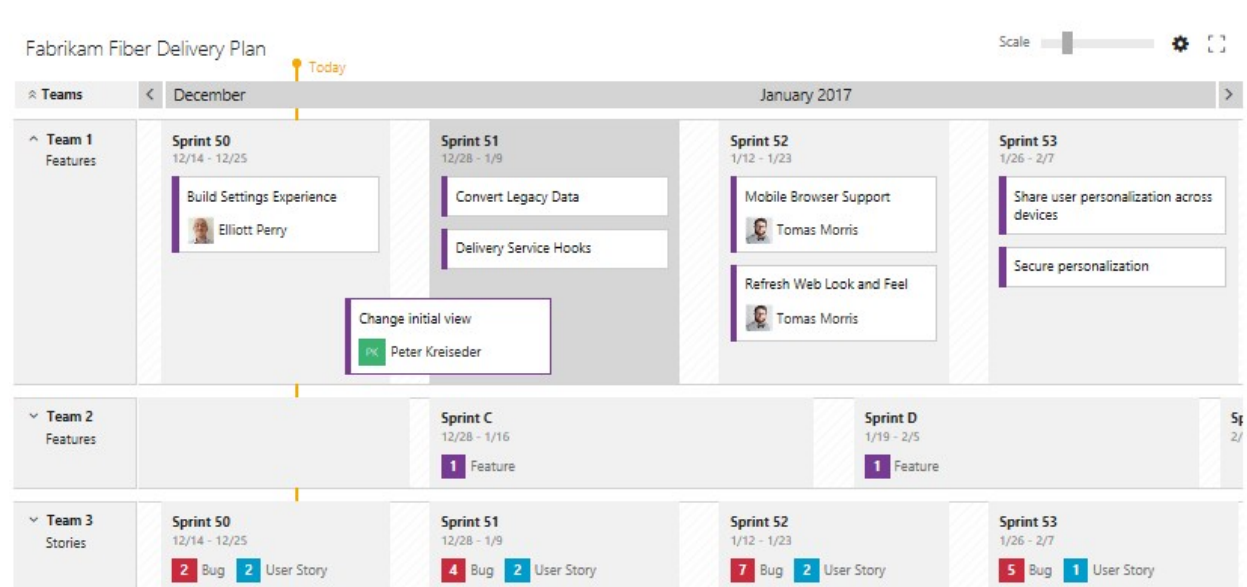 Fabrikam Fiber Delivery Plan
Scale
Today
Teams
December
January 2017
Team 1
Features
Sprint 50
12/14 - 12/25
Build Settings Experience
Elliott Perry
Sprint 51
12/28 - 1/9
Convert Legacy Data
Delivery Service Hooks
Sprint 52
1/12 - 1/23
Mobile Browser Support
Tomas Morris
Refresh Web Look and Feel
Tomas Morris
Sprint 53
1/26 - 2/7
Share user personalization across
devices
Secure personalization
Change initial view
PK Peter Kreiseder
Team 2
Features
Sprint C
12/28 - 1/16
1 Feature
Sprint D
1/19 - 2/5
1 Feature
Sp
2/
Team 3
Stories
Sprint 50
12/14 - 12/25
2 Bug 2 User Story
Sprint 51
12/28 - 1/9
4 Bug 2 User Story
Sprint 52
1/12 - 1/23
7 Bug 2 User Story
Sprint 53
1/26 - 2/7
5 Bug 1 User Story